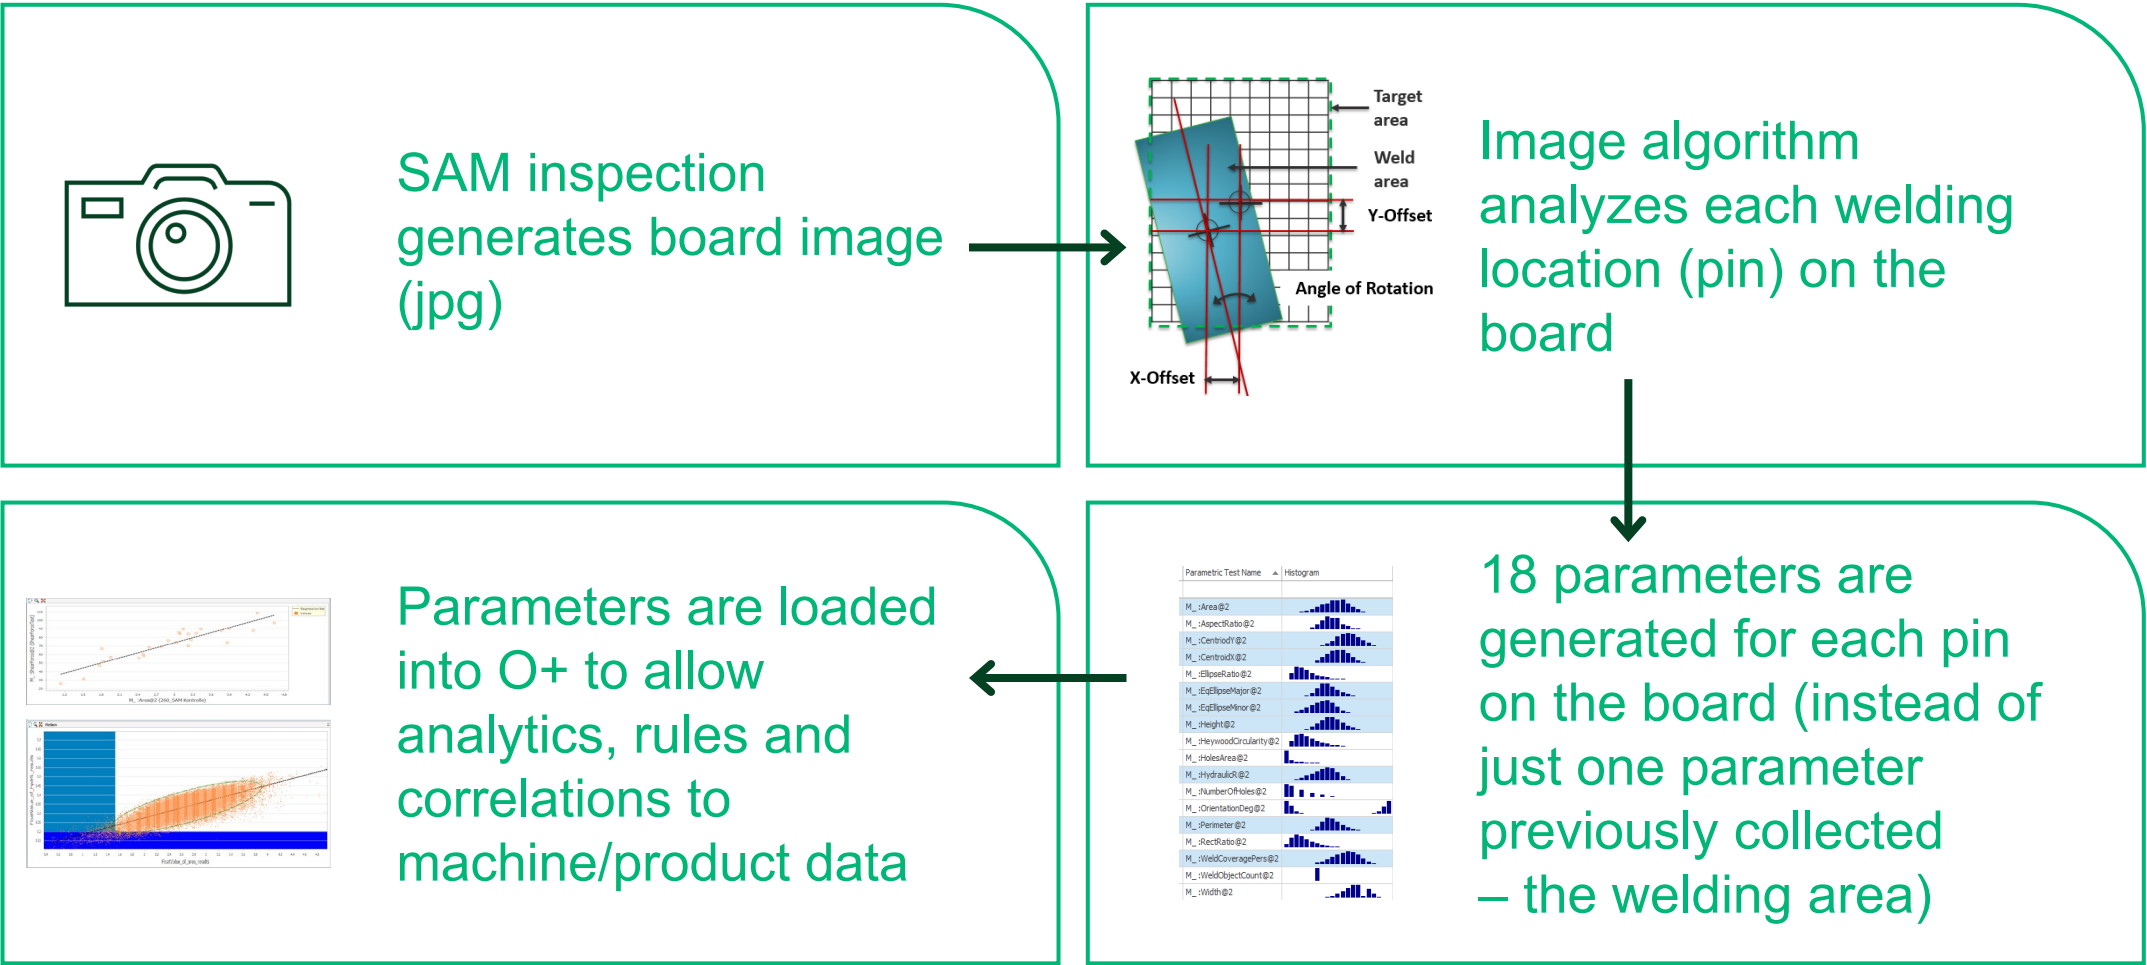 SAM inspection
generates board image
(jpg)
Target
area
Weld
area
Y-Offset
Angle of Rotation
X-Offset
Image algorithm
analyzes each welding
location (pin) on the
board
Parametric Test Name Histogram
M_:Area@2
M_:AspectRatio@2
M_:CentriodY@2
M_:CentroidX@2
M_:EllipseRatio@2
M_:EqEllipseMajor@2
M_:EqEllipseMinor@2
M_:Height@2
M_:HeywoodCircularity@2
M_:HolesArea@2
M_:HydraulicR@2
M_:NumberOfHoles@2
M_:OrientationDeg@2
M_:Perimeter@2
M_:RectRatio@2
M_:WeldCoveragePers@2
M_:WeldObjectCount@2
M_:Width@2
18 parameters are
generated for each pin
on the board (instead of
just one parameter
previously collected
– the welding area)
M_:Area@2 (260_SAM Kontrolle)
Parameters are loaded
into O+ to allow
analytics, rules and
correlations to
machine/product data